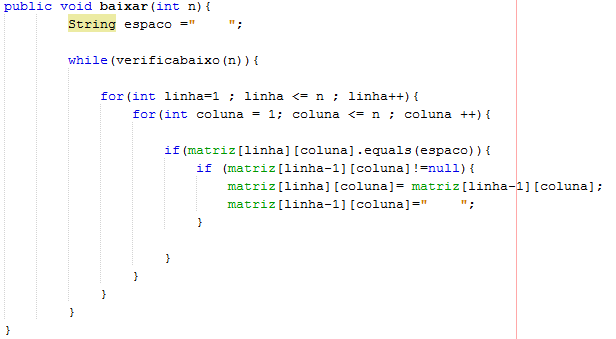 public void baixar(int n){
String espaco ="    ";
while(verificabaixo(n)){
for(int linha=1 ; linha <= n ; linha++){
for(int coluna = 1; coluna <= n ; coluna ++){
if(matriz[linha][coluna].equals(espaco)){
if (matriz[linha-1][coluna]!=null){
matriz[linha][coluna]= matriz[linha-1][coluna];
matriz[linha-1][coluna]="    ";
}
}
}
}
}
}